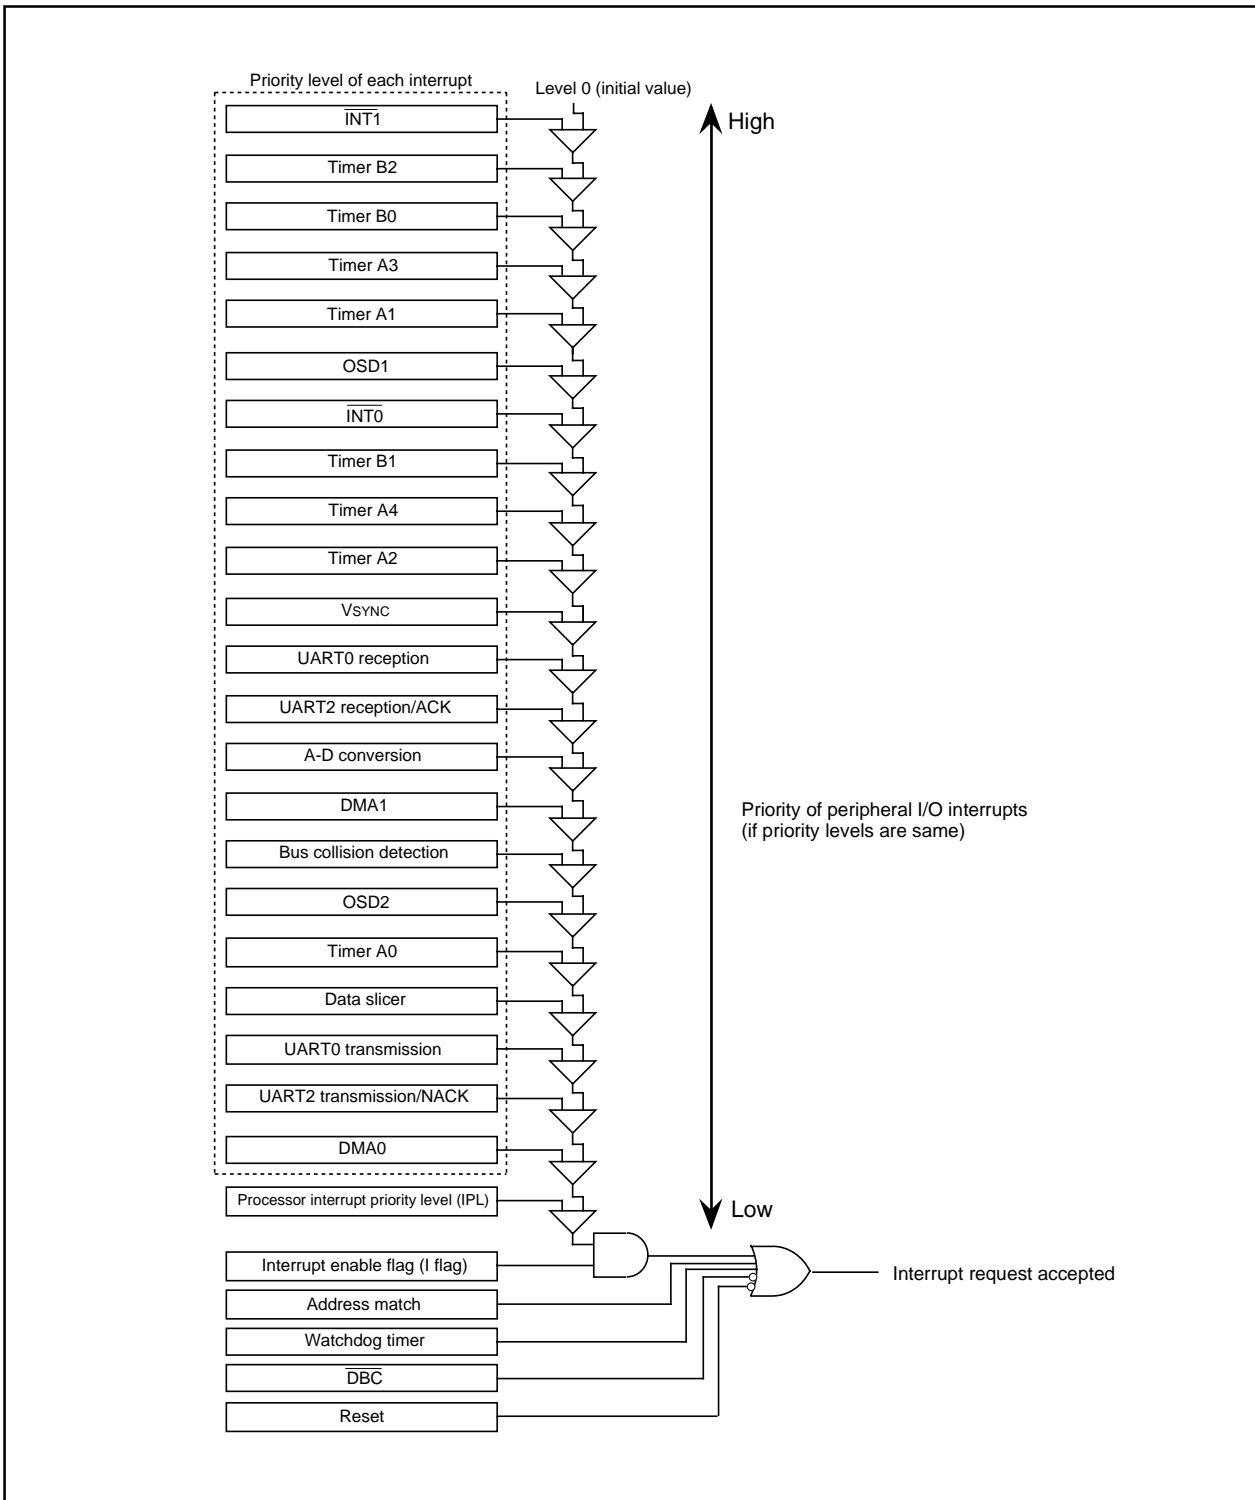 Priority level of each interrupt
Level 0 (initial value)
High
INT1
Timer B2
Timer B0
Timer A3
Timer A1
OSD1
INT0
Timer B1
Timer A4
Timer A2
VSYNC
UART0 reception
UART2 reception/ACK
A-D conversion
DMA1
Priority of peripheral I/O interrupts
(if priority levels are same)
Bus collision detection
OSD2
Timer A0
Data slicer
UART0 transmission
UART2 transmission/NACK
DMA0
Processor interrupt priority level (IPL)
Low
Interrupt enable flag (I flag)
Interrupt request accepted
Address match
Watchdog timer
DBC
Reset